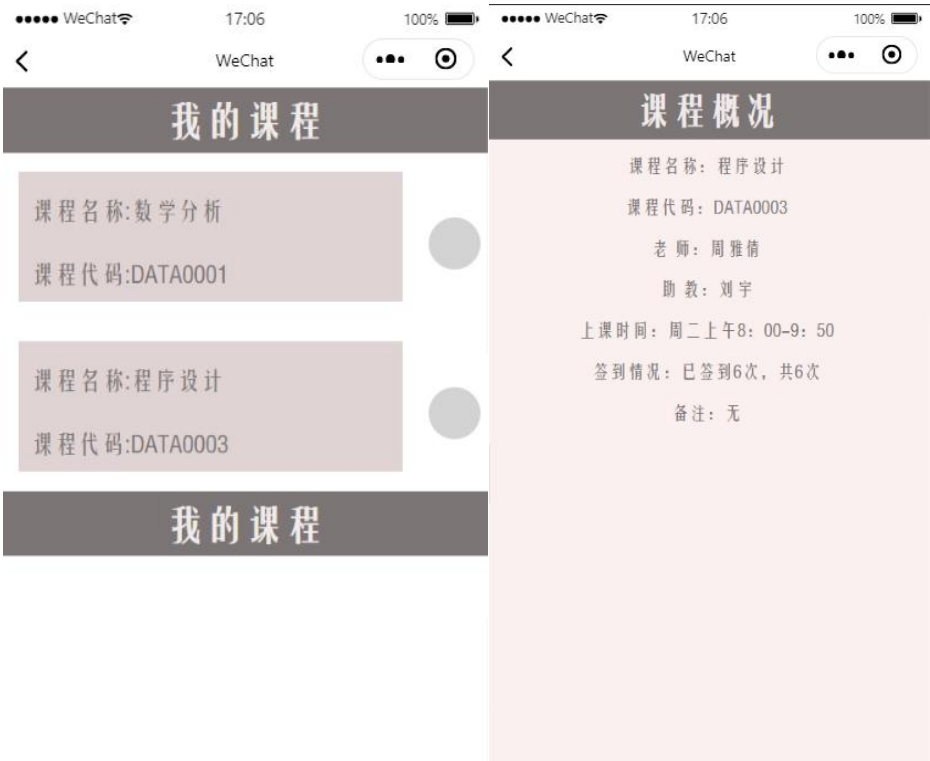 WeChat 17:06 100%
WeChat
我的课程
课程名称:数学分析
课程代码:DATA0001
课程名称:程序设计
课程代码:DATA0003
我的课程
WeChat 17:06 100%
WeChat
课程概况
课程名称：程序设计
课程代码：DATA0003
老师：周雅倩
助教：刘宇
上课时间：周二上午8：00-9：50
签到情况：已签到6次，共6次
备注：无